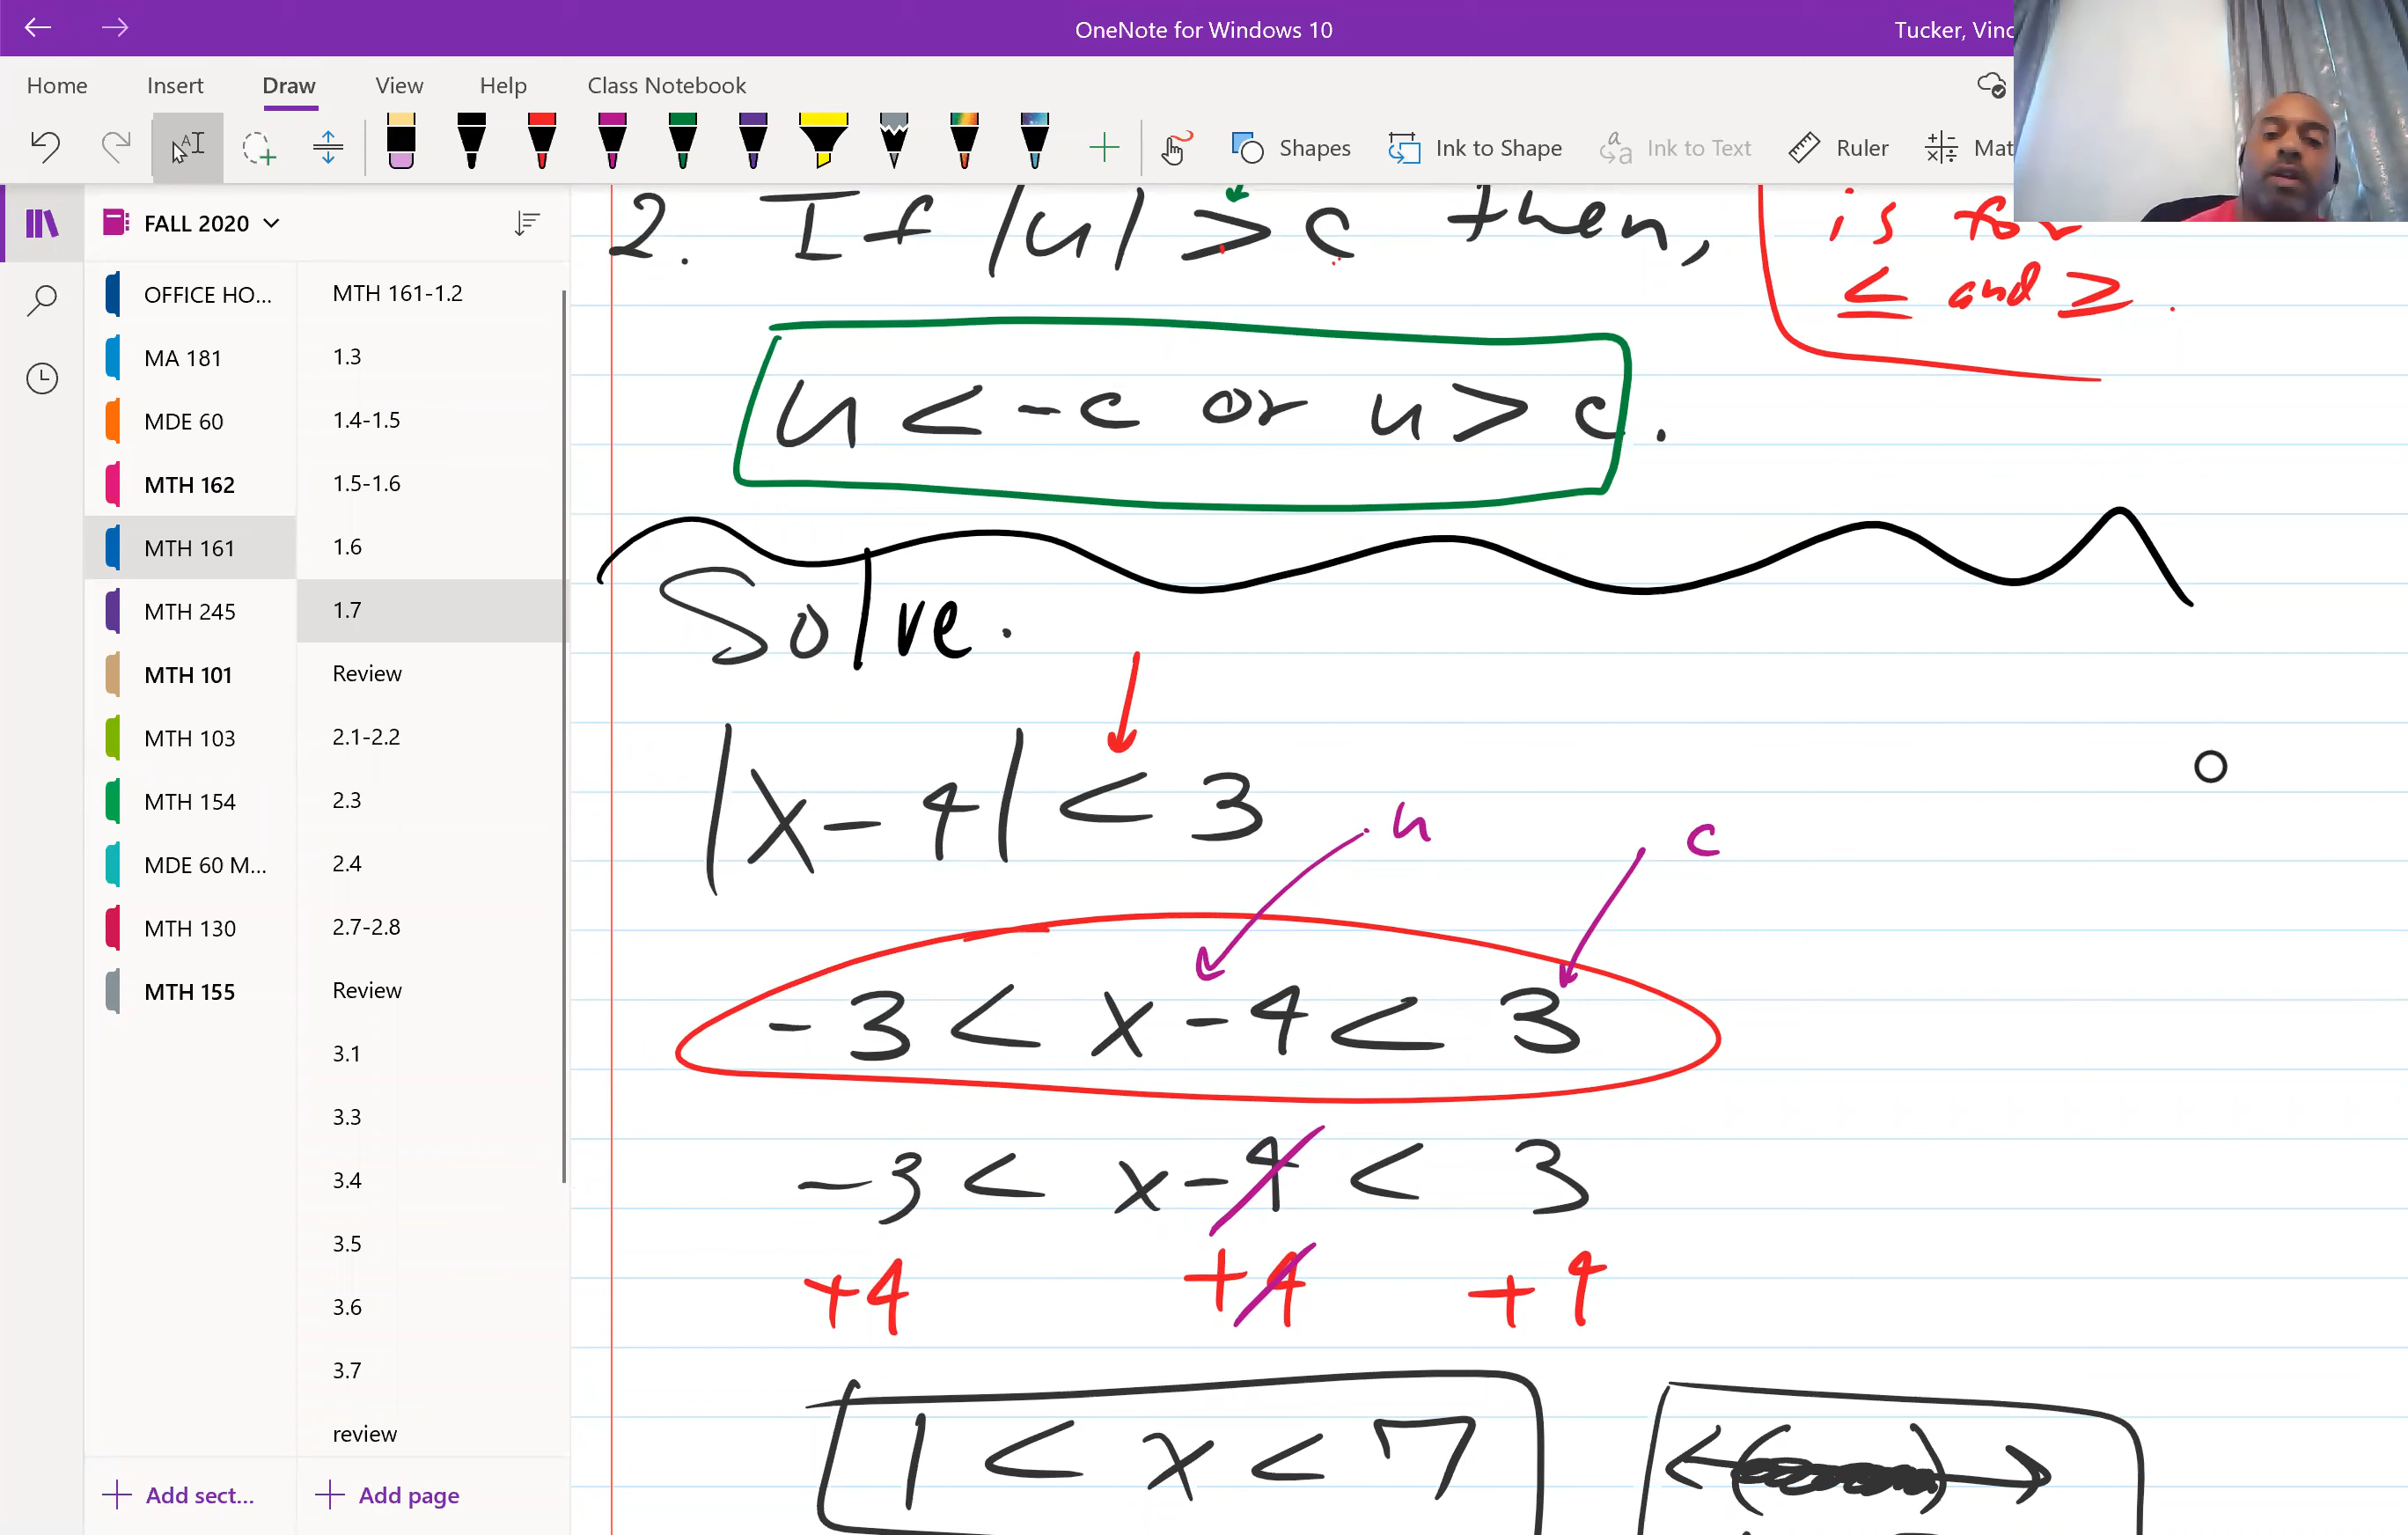 OneNote for Windows 10
Tucker, Vinc
Home Insert Draw View Help Class Notebook
Shapes Ink to Shape Ink to Text Ruler Mat
FALL 2020
OFFICE HO...
MA 181
MDE 60
MTH 162
MTH 161
MTH 245
MTH 101
MTH 103
MTH 154
MDE 60 M...
MTH 130
MTH 155
Add sect...
MTH 161-1.2
1.3
1.4-1.5
1.5-1.6
1.6
1.7
Review
2.1-2.2
2.3
2.4
2.7-2.8
Review
3.1
3.3
3.4
3.5
3.6
3.7
review
Add page
2. If |u| > c then,
is for
≤ and ≥.
u < -c or u > c.
Solve.
|x-4| < 3
u c
-3 < x-4 < 3
-3 < x-4 < 3
+4 +4 +4
1 < x < 7